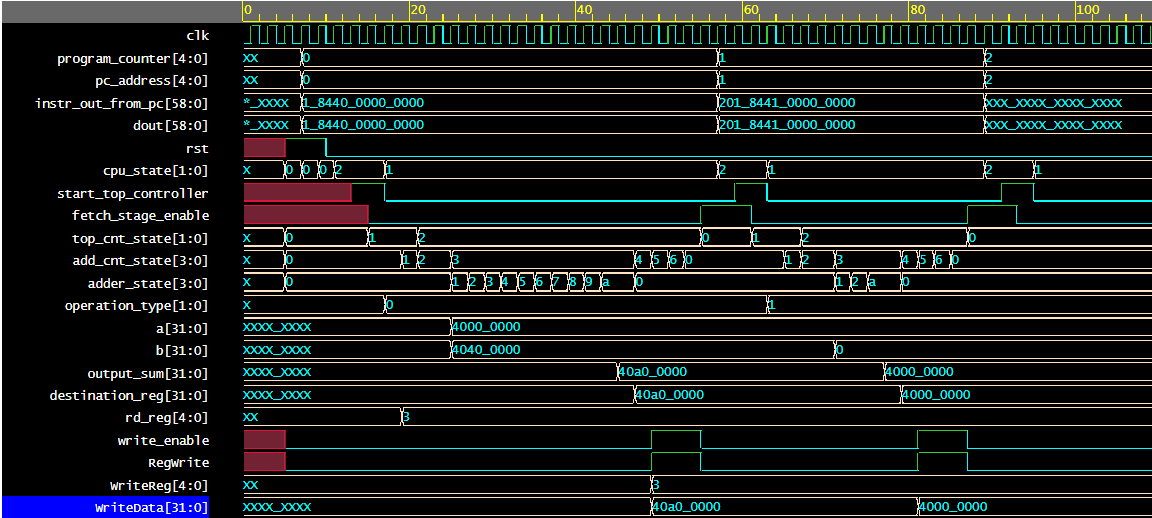 0 20 40 60 80 100
clk
program_counter[4:0] XX 0 1 2
pc_address[4:0] XX 0 1 2
instr_out_from_pc[58:0] *_XXXX 1_8440_0000_0000 201_8441_0000_0000 XXX_XXXX_XXXX_XXXX
dout[58:0] *_XXXX 1_8440_0000_0000 201_8441_0000_0000 XXX_XXXX_XXXX_XXXX
rst
cpu_state[1:0] X 0 0 0 2 1 2 1 2 1
start_top_controller
fetch_stage_enable
top_cnt_state[1:0] X 0 1 2 0 1 2 0
add_cnt_state[3:0] X 0 1 2 3 4 5 6 0 1 2 3 4 5 6 0
adder_state[3:0] X 0 1 2 3 4 5 6 7 8 9 a 0 1 2 a 0
operation_type[1:0] X 0 1
a[31:0] XXXX_XXXX 4000_0000
b[31:0] XXXX_XXXX 4040_0000 0
output_sum[31:0] XXXX_XXXX 40a0_0000 4000_0000
destination_reg[31:0] XXXX_XXXX 40a0_0000 4000_0000
rd_reg[4:0] XX 3
write_enable
RegWrite
WriteReg[4:0] XX 3
WriteData[31:0] XXXX_XXXX 40a0_0000 4000_0000